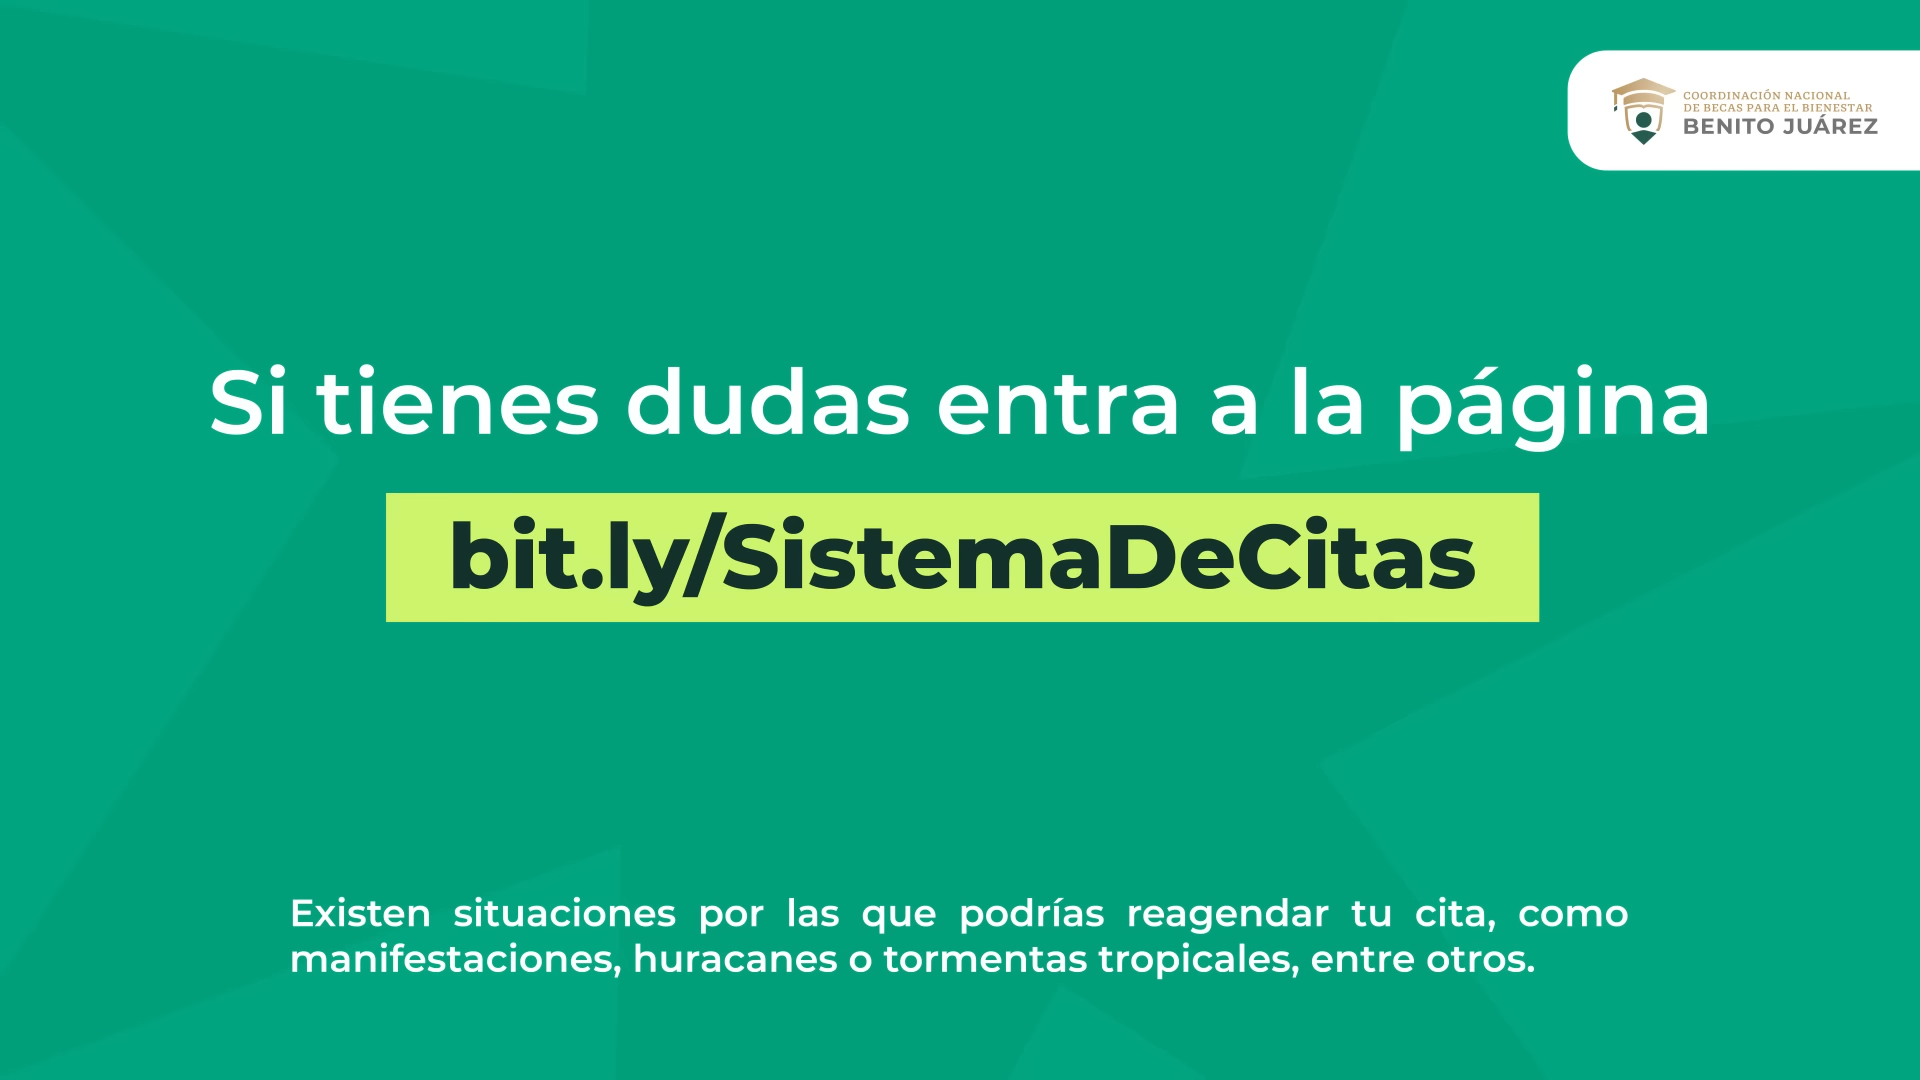 COORDINACIÓN NACIONAL
DE BECAS PARA EL BIENESTAR
BENITO JUÁREZ
Si tienes dudas entra a la página
bit.ly/SistemaDeCitas
Existen situaciones por las que podrías reagendar tu cita, como
manifestaciones, huracanes o tormentas tropicales, entre otros.